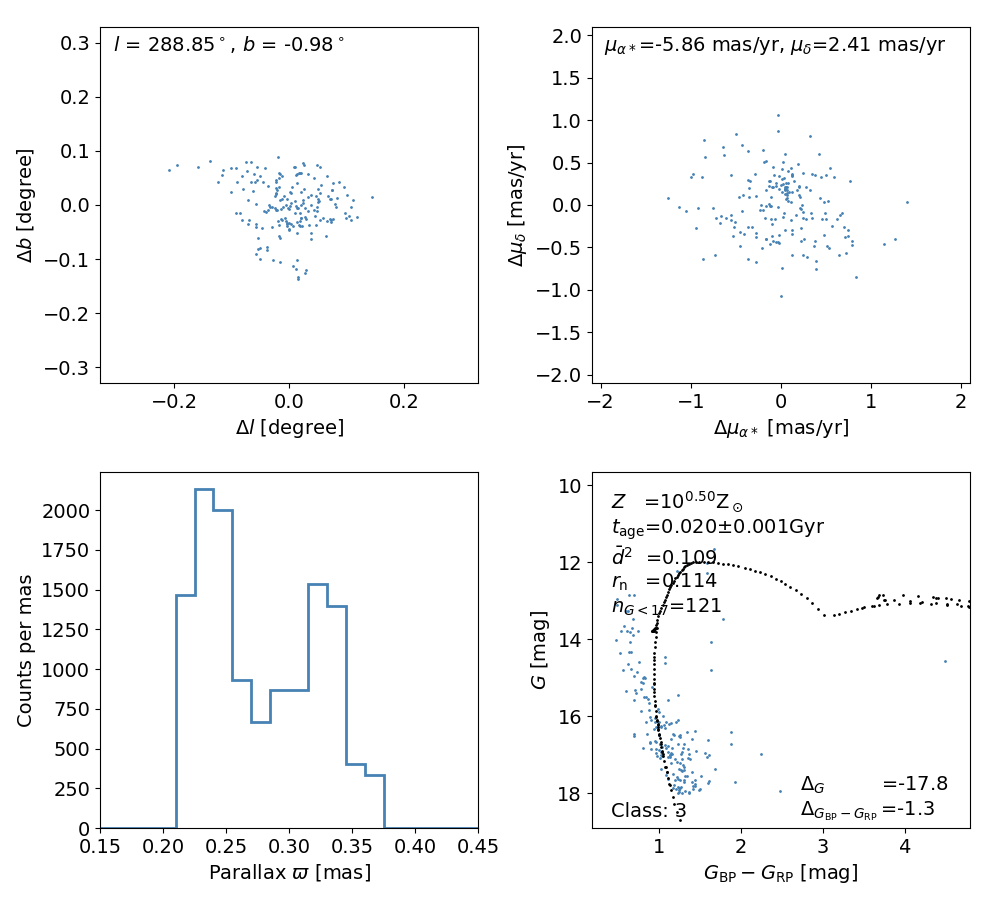 l = 288.85°, b = -0.98°
0.3
0.2
0.1
0.0
−0.1
−0.2
−0.3
Δb [degree]
−0.2 0.0 0.2
Δl [degree]
μα*=-5.86 mas/yr, μδ=2.41 mas/yr
2.0
1.5
1.0
0.5
0.0
−0.5
−1.0
−1.5
−2.0
Δμδ [mas/yr]
−2 −1 0 1 2
Δμα* [mas/yr]
2000
1750
1500
1250
1000
750
500
250
0
Counts per mas
0.15 0.20 0.25 0.30 0.35 0.40 0.45
Parallax ϖ [mas]
10
12
14
16
18
G [mag]
Z =10^0.50 Z⊙
t_age=0.020±0.001Gyr
d̄² =0.109
r_n =0.114
n_G<17=121
Δ_G =-17.8
Δ_GBP−GRP=-1.3
Class: 3
1 2 3 4
G_BP − G_RP [mag]